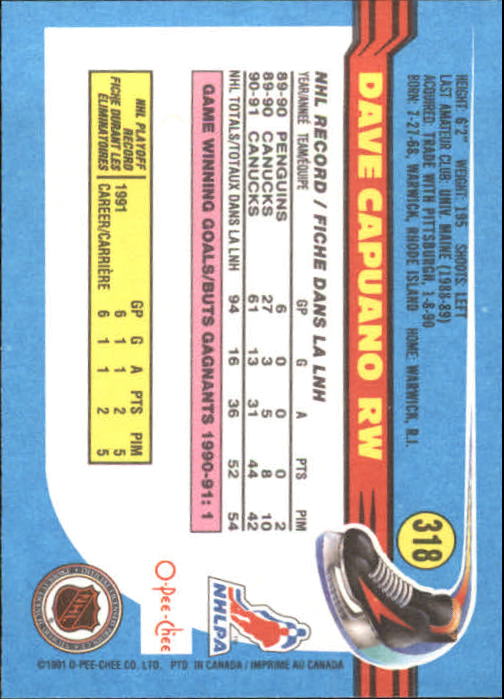 318
DAVE CAPUANO RW
HEIGHT: 6'2" WEIGHT: 195 SHOOTS: LEFT
LAST AMATEUR CLUB: UNIV. MAINE (1988-89)
ACQUIRED: TRADE WITH PITTSBURGH, 1-8-90
BORN: 7-27-68, WARWICK, RHODE ISLAND HOME: WARWICK, R.I.
NHL RECORD / FICHE DANS LA LNH
YEAR/ANNÉE TEAM/ÉQUIPE GP G A PTS PIM
89-90 PENGUINS 6 0 0 0 2
89-90 CANUCKS 27 3 5 8 10
90-91 CANUCKS 61 13 31 44 42
NHL TOTALS/TOTAUX DANS LA LNH 94 16 36 52 54
GAME WINNING GOALS/BUTS GAGNANTS 1990-91: 1
NHL PLAYOFF
RECORD
FICHE DURANT LES
ÉLIMINATOIRES
GP G A PTS PIM
1991 6 1 1 2 5
CAREER/CARRIÈRE 6 1 1 2 5
NHLPA
O-Pee-Chee
NHL
©1991 O-PEE-CHEE CO. LTD. PTD. IN CANADA / IMPRIMÉ AU CANADA